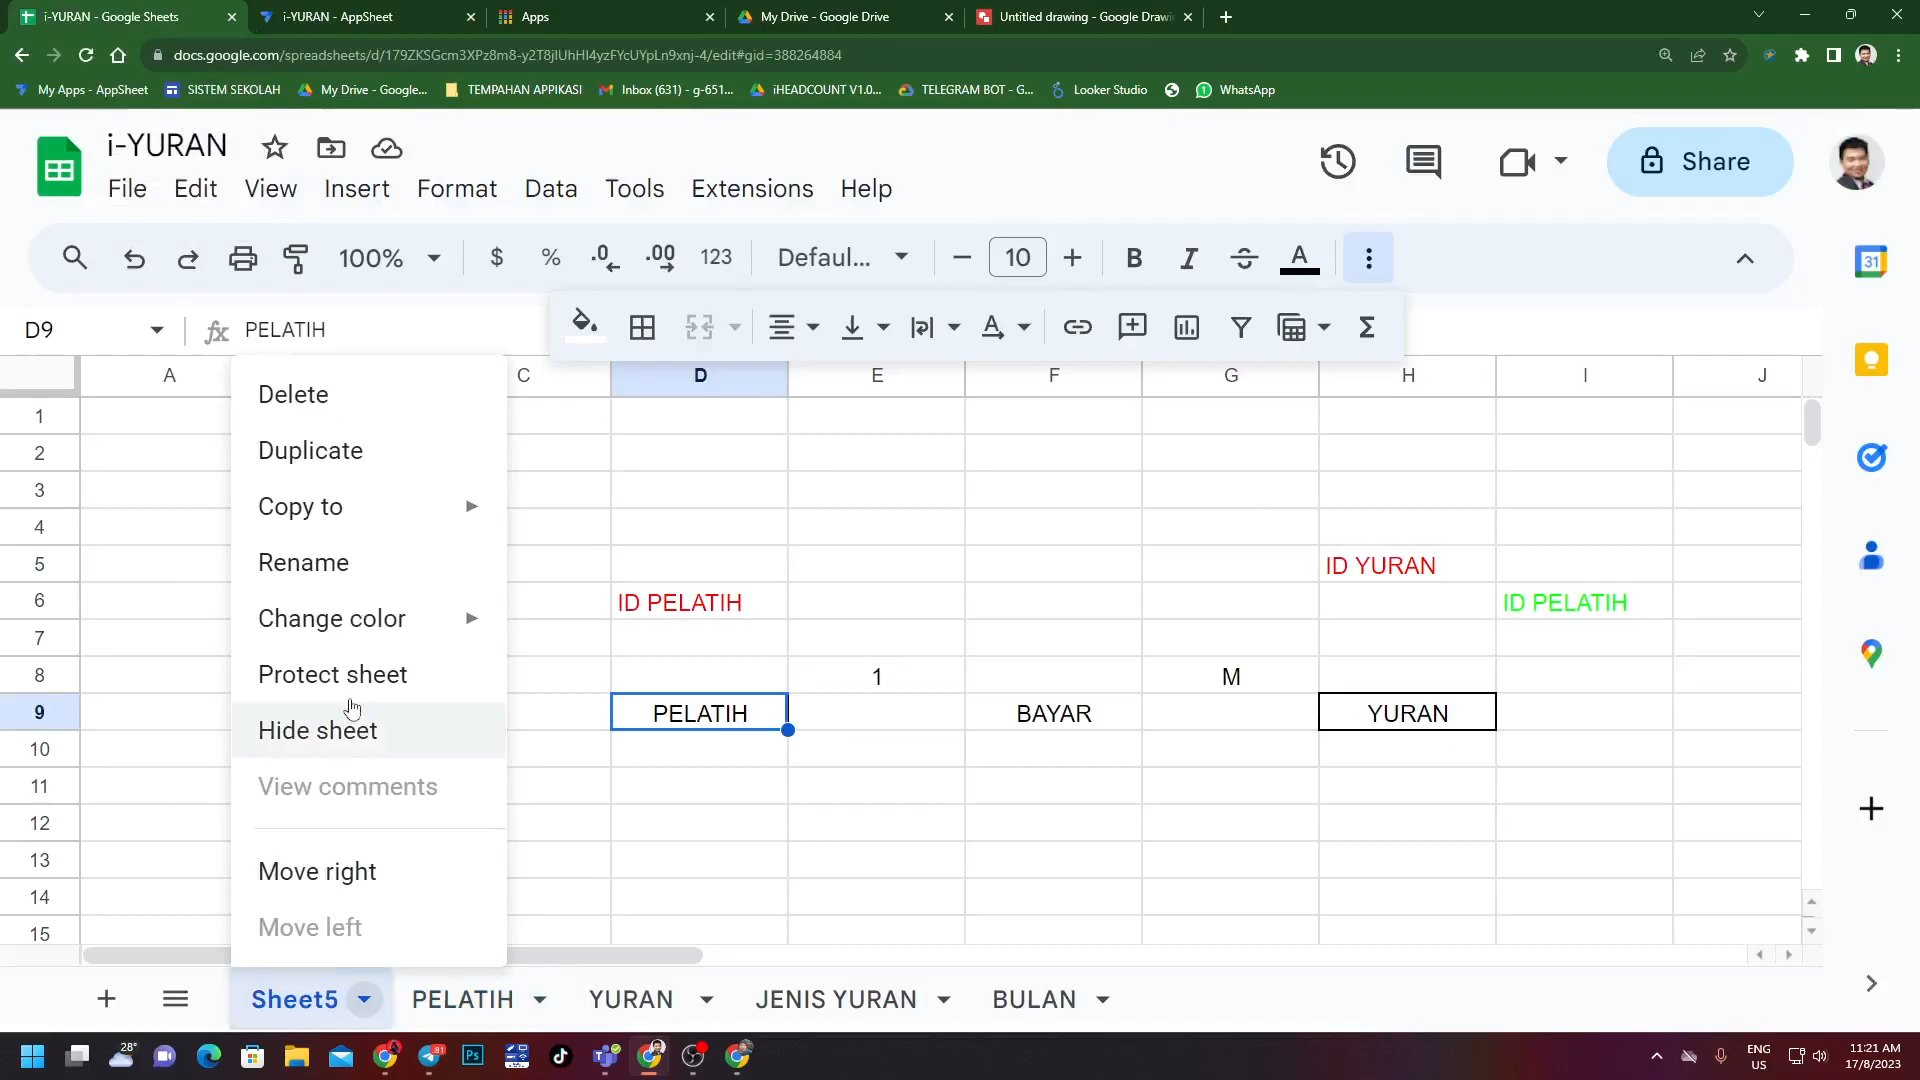 i-YURAN - Google Sheets
i-YURAN - AppSheet
Apps
My Drive - Google Drive
Untitled drawing - Google Drawi
docs.google.com/spreadsheets/d/179ZKSGcm3XPz8m8-y2T8jIUhHI4yzFYcUYpLn9xnj-4/edit#gid=388264884
My Apps - AppSheet
SISTEM SEKOLAH
My Drive - Google...
TEMPAHAN APPIKASI
Inbox (631) - g-651...
iHEADCOUNT V1.0...
TELEGRAM BOT - G...
Looker Studio
WhatsApp
i-YURAN
Share
File Edit View Insert Format Data Tools Extensions Help
100% $ % .0 .00 123 Defaul... 10 B I A
31
D9 fx PELATIH
A C D E F G H I J
Delete
Duplicate
Copy to
Rename
Change color
Protect sheet
Hide sheet
View comments
Move right
Move left
1
2
3
4
5 ID YURAN
6 ID PELATIH ID PELATIH
7
8 1 M
9 PELATIH BAYAR YURAN
10
11
12
13
14
15
Sheet5 PELATIH YURAN JENIS YURAN BULAN
28°
81
Ps
ENG
US
11:21 AM
17/8/2023